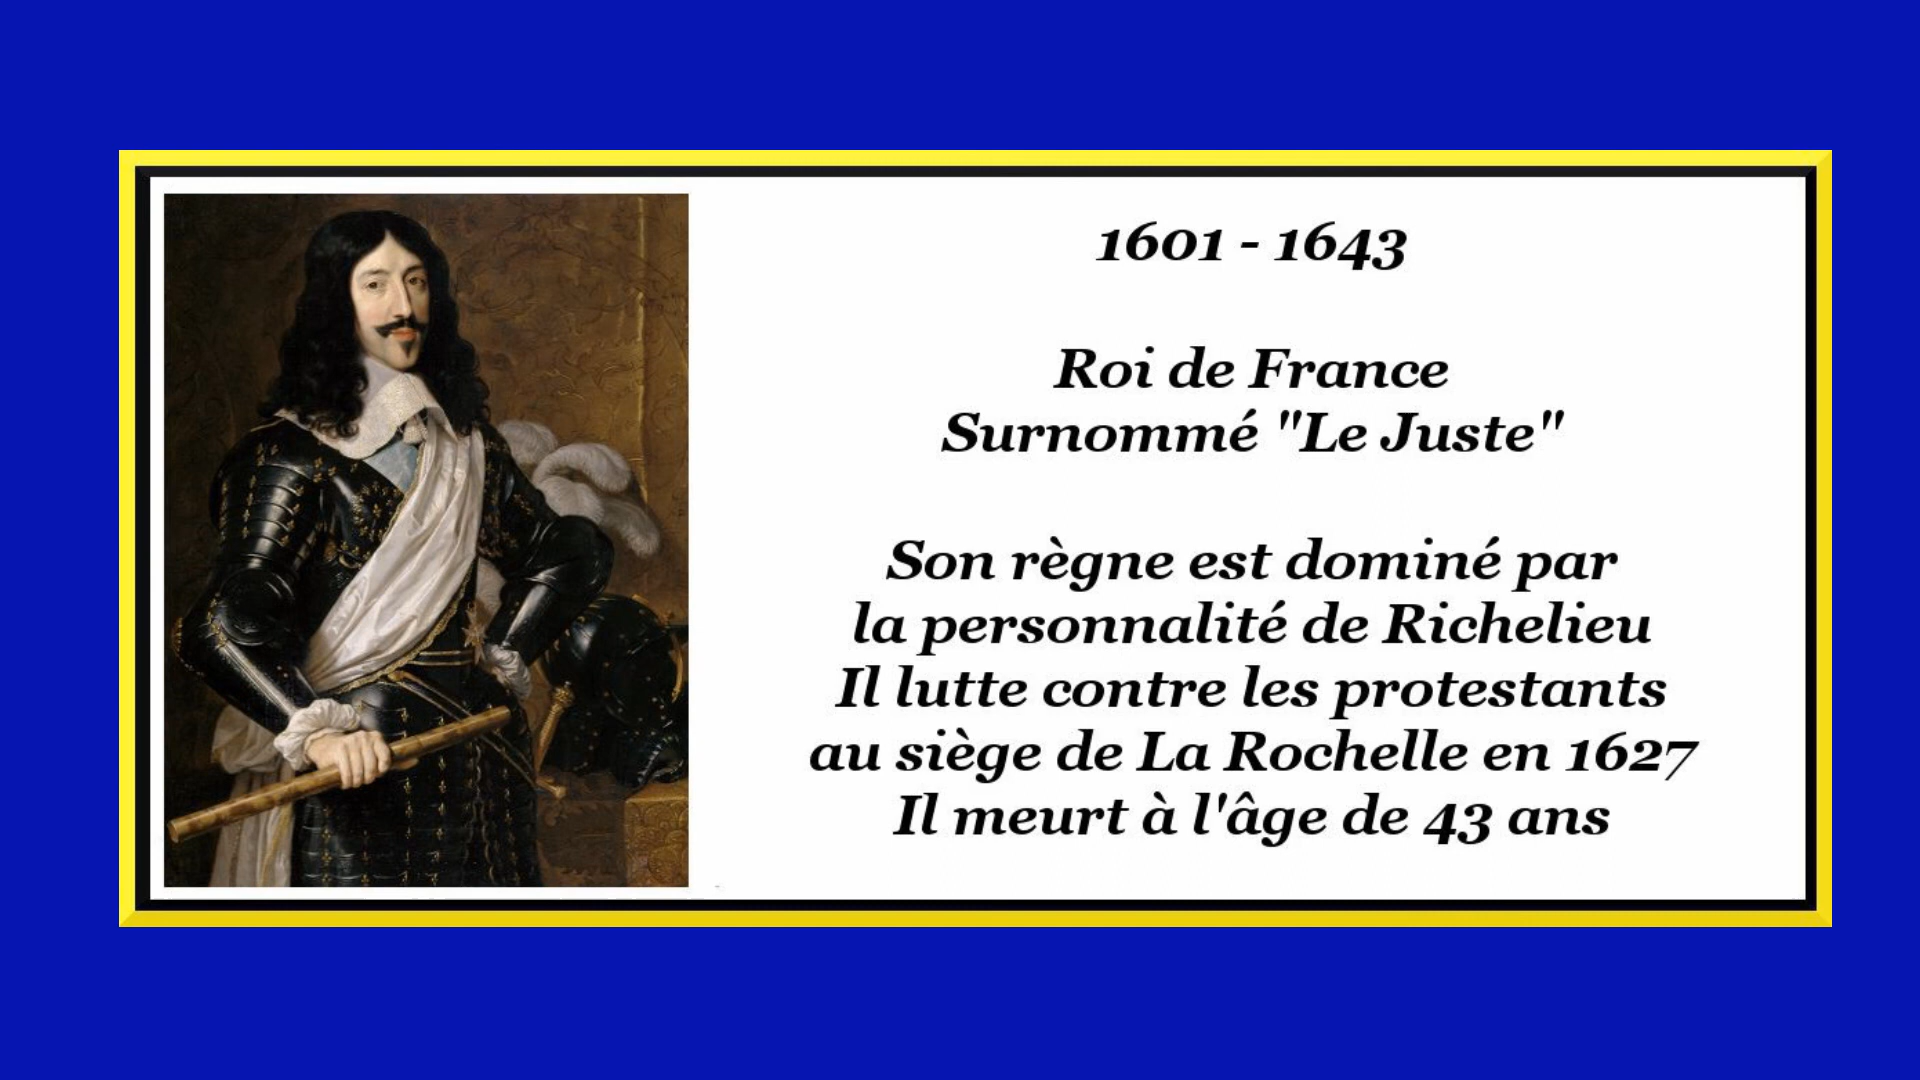 1601 - 1643
Roi de France
Surnommé "Le Juste"
Son règne est dominé par
la personnalité de Richelieu
Il lutte contre les protestants
au siège de La Rochelle en 1627
Il meurt à l'âge de 43 ans